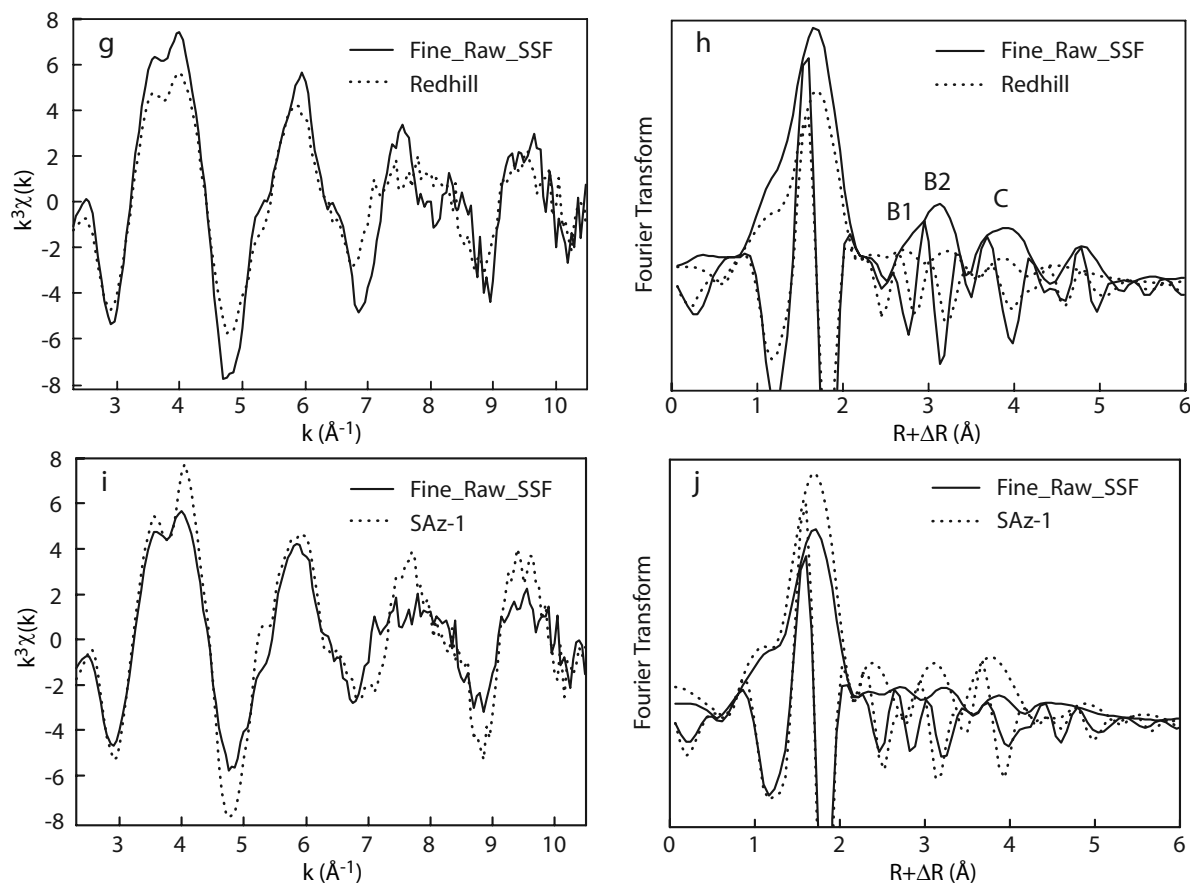 g
Fine_Raw_SSF
Redhill
8
6
4
2
0
-2
-4
-6
-8
k³χ(k)
3 4 5 6 7 8 9 10
k (Å⁻¹)
h
Fine_Raw_SSF
Redhill
B1
B2
C
Fourier Transform
0 1 2 3 4 5 6
R+ΔR (Å)
i
Fine_Raw_SSF
SAz-1
8
6
4
2
0
-2
-4
-6
-8
k³χ(k)
3 4 5 6 7 8 9 10
k (Å⁻¹)
j
Fine_Raw_SSF
SAz-1
Fourier Transform
0 1 2 3 4 5 6
R+ΔR (Å)